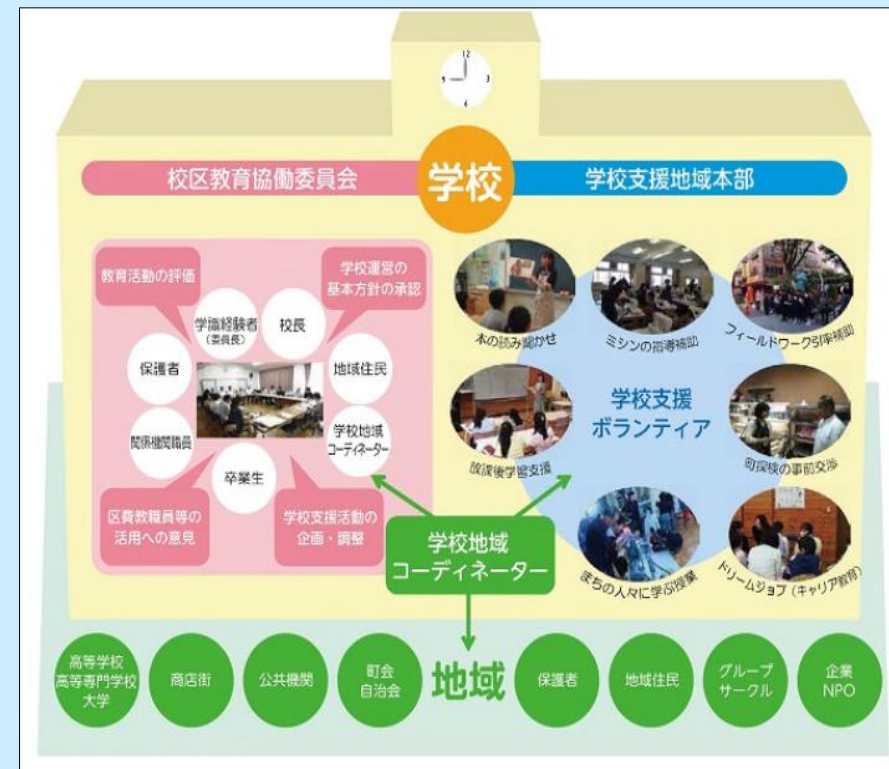 12
3
6
9
学校
校区教育協働委員会
学校支援地域本部
教育活動の評価
学校運営の
基本方針の承認
学識経験者
（委員長）
校長
保護者
地域住民
関係機関職員
学校地域
コーディネーター
卒業生
区費教職員等の
活用への意見
学校支援活動の
企画・調整
本の読み聞かせ
ミシンの指導補助
フィールドワーク引率補助
学校支援
ボランティア
放課後学習支援
町探検の事前交渉
まちの人々に学ぶ授業
ドリームジョブ（キャリア教育）
学校地域
コーディネーター
高等学校
高等専門学校
大学
商店街
公共機関
町会
自治会
地域
保護者
地域住民
グループ
サークル
企業
NPO